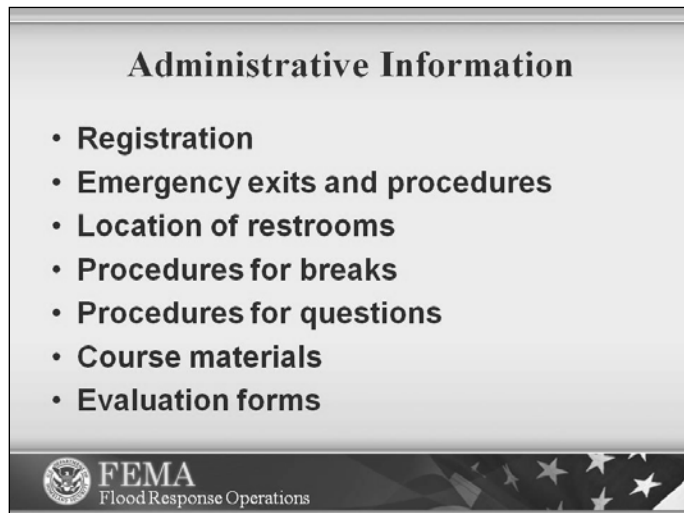 Administrative Information
• Registration
• Emergency exits and procedures
• Location of restrooms
• Procedures for breaks
• Procedures for questions
• Course materials
• Evaluation forms
FEMA
Flood Response Operations